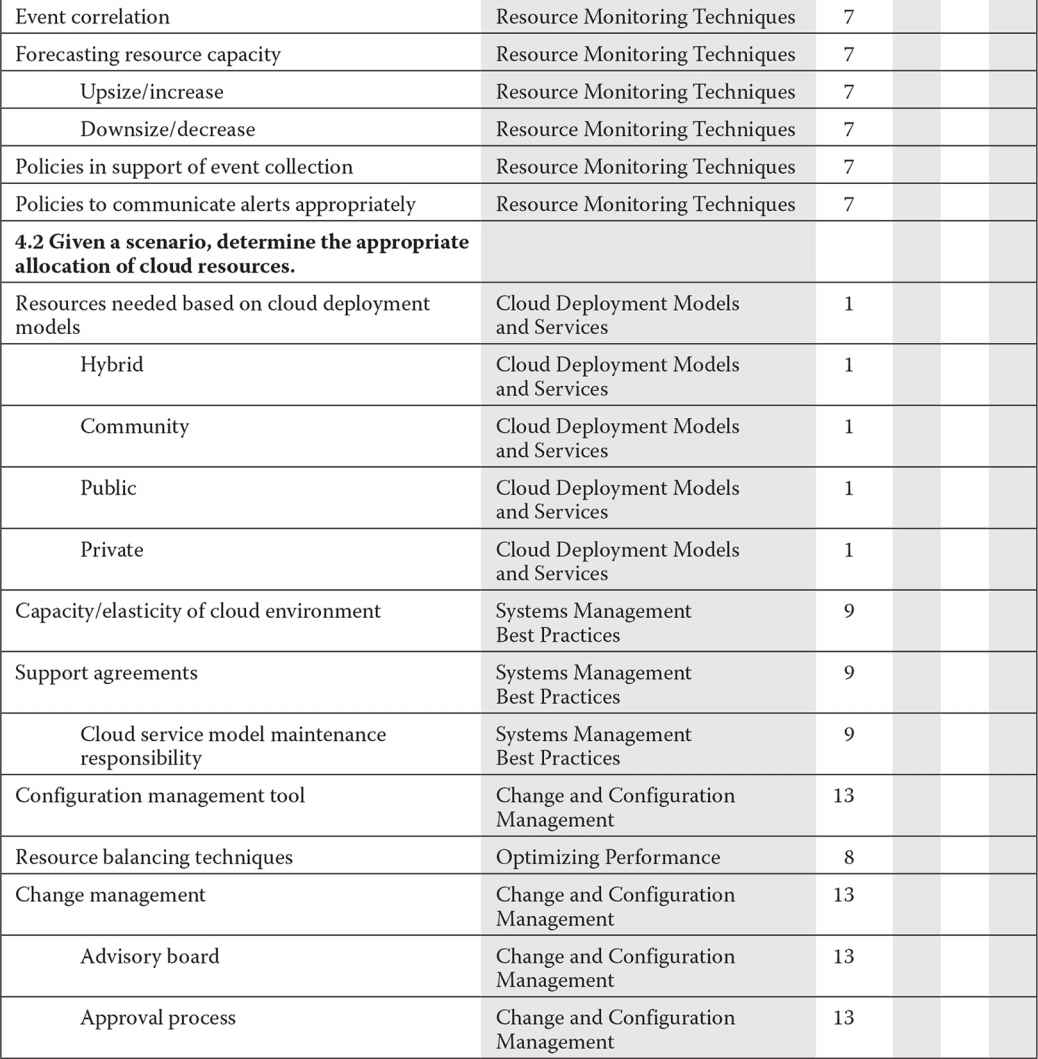 Event correlation Resource Monitoring Techniques 7
Forecasting resource capacity Resource Monitoring Techniques 7
Upsize/increase Resource Monitoring Techniques 7
Downsize/decrease Resource Monitoring Techniques 7
Policies in support of event collection Resource Monitoring Techniques 7
Policies to communicate alerts appropriately Resource Monitoring Techniques 7
4.2 Given a scenario, determine the appropriate
allocation of cloud resources.
Resources needed based on cloud deployment Cloud Deployment Models 1
models and Services
Hybrid Cloud Deployment Models 1
and Services
Community Cloud Deployment Models 1
and Services
Public Cloud Deployment Models 1
and Services
Private Cloud Deployment Models 1
and Services
Capacity/elasticity of cloud environment Systems Management 9
Best Practices
Support agreements Systems Management 9
Best Practices
Cloud service model maintenance Systems Management 9
responsibility Best Practices
Configuration management tool Change and Configuration 13
Management
Resource balancing techniques Optimizing Performance 8
Change management Change and Configuration 13
Management
Advisory board Change and Configuration 13
Management
Approval process Change and Configuration 13
Management